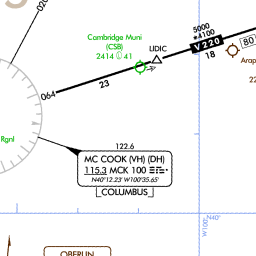 020
Cambridge Muni
(CSB)
2414 Ⓛ 41
LIDIC
5000
*4100
V 220
18
80
Arap
22
064
23
Rgnl
122.6
MC COOK (VH) (DH)
115.3 MCK 100
N40°12.23' W100°35.65'
COLUMBUS
W100°
N40°
OBERLIN